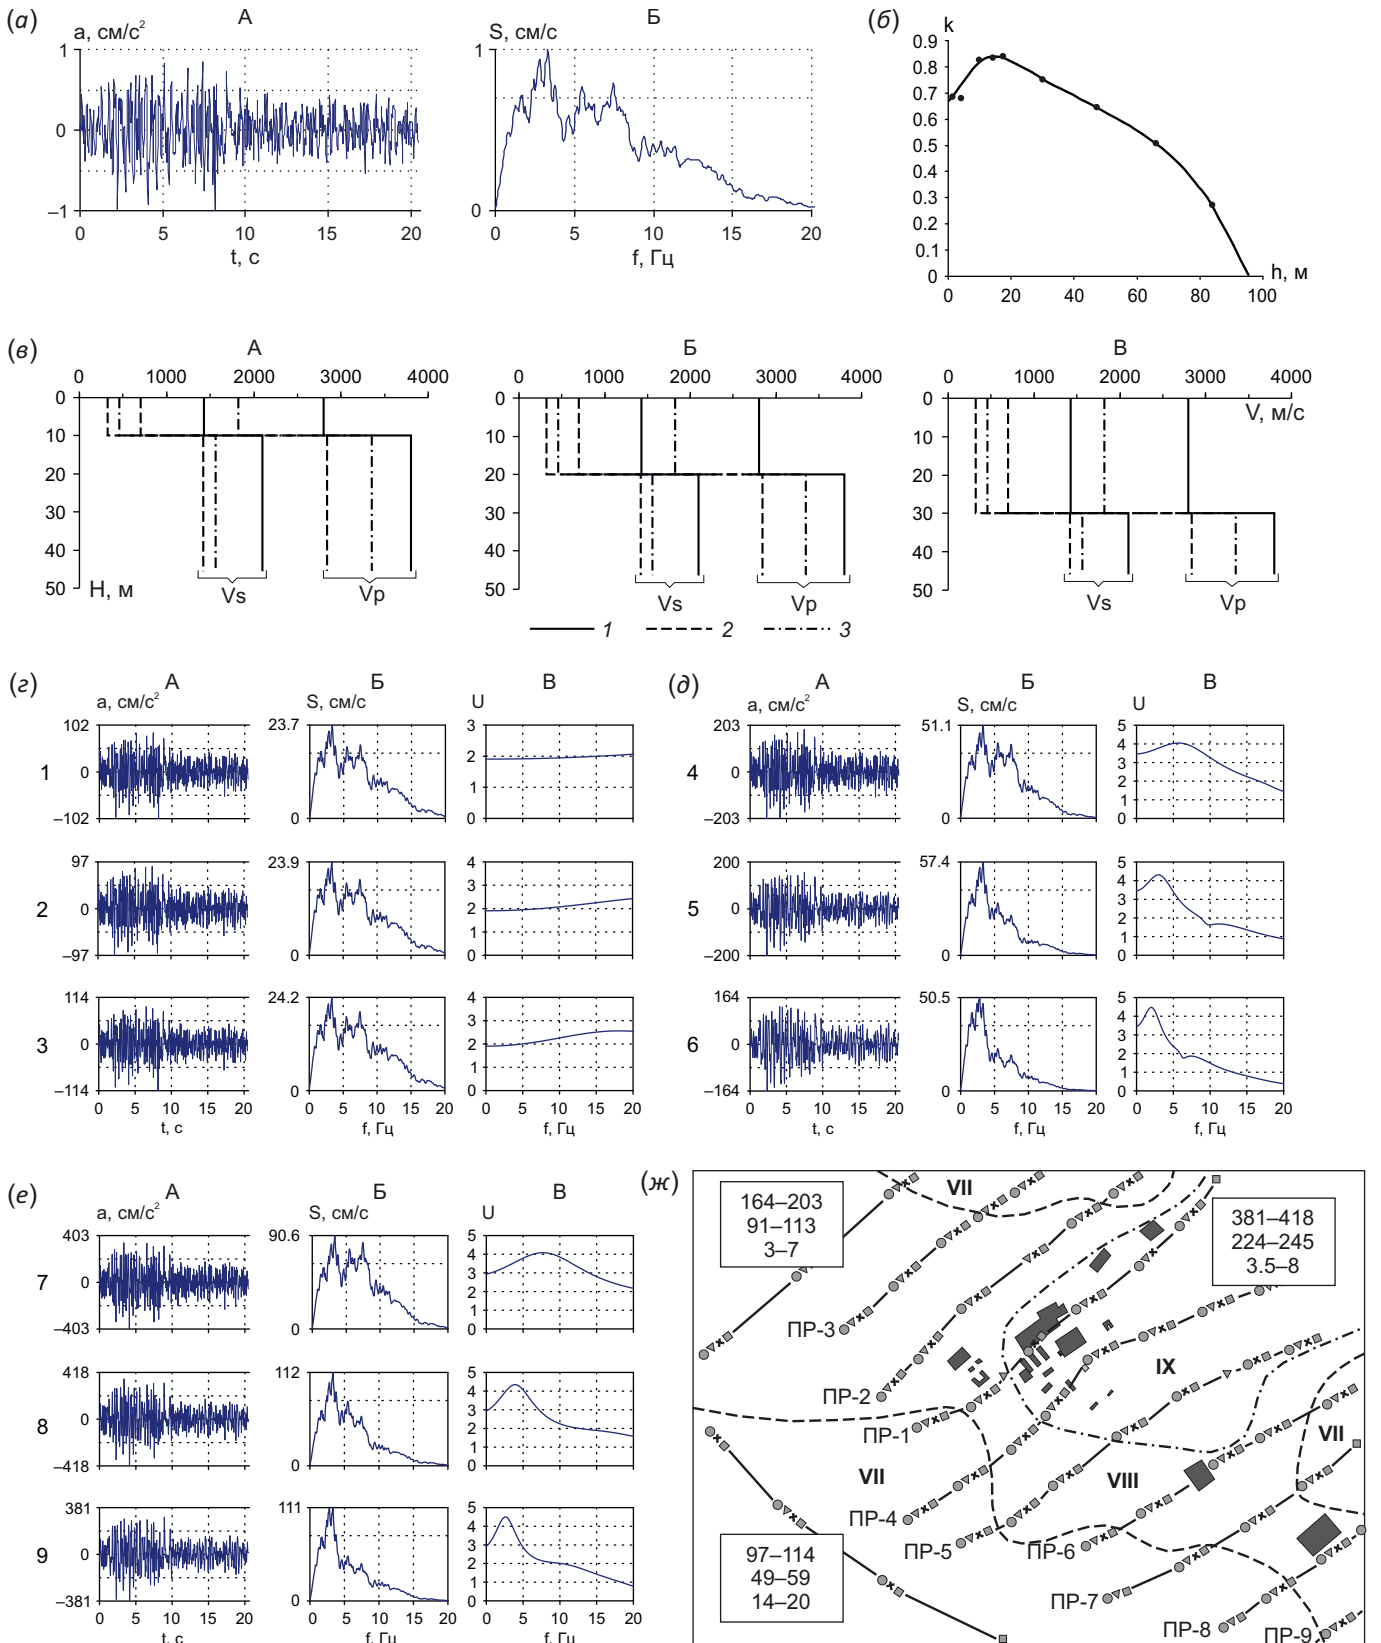 (а)
А
а, см/с²
1
0
–1
0 5 10 15 20
t, с
Б
S, см/с
1
0
0 5 10 15 20
f, Гц
(б)
k
0.9
0.8
0.7
0.6
0.5
0.4
0.3
0.2
0.1
0
0 20 40 60 80 100
h, м
(в)
А
0 1000 2000 3000 4000
0
10
20
30
40
50
H, м
Vs
Vp
Б
0 1000 2000 3000 4000
0
10
20
30
40
50
Vs
Vp
В
0 1000 2000 3000 4000
V, м/с
0
10
20
30
40
50
Vs
Vp
1 2 3
(г)
А Б В
а, см/с² S, см/с U
1
102
0
–102
23.7
0
3
2
1
0
2
97
0
–97
23.9
0
4
3
2
1
0
3
114
0
–114
24.2
0
4
3
2
1
0
0 5 10 15 20
t, с
0 5 10 15 20
f, Гц
0 5 10 15 20
f, Гц
(д)
А Б В
а, см/с² S, см/с U
4
203
0
–203
51.1
0
5
4
3
2
1
0
5
200
0
–200
57.4
0
5
4
3
2
1
0
6
164
0
–164
50.5
0
5
4
3
2
1
0
0 5 10 15 20
t, с
0 5 10 15 20
f, Гц
0 5 10 15 20
f, Гц
(е)
А Б В
а, см/с² S, см/с U
7
403
0
–403
90.6
0
5
4
3
2
1
0
8
418
0
–418
112
0
5
4
3
2
1
0
9
381
0
–381
111
0
5
4
3
2
1
0
0 5 10 15 20
t, с
0 5 10 15 20
f, Гц
0 5 10 15 20
f, Гц
(ж)
164–203
91–113
3–7
VII
381–418
224–245
3.5–8
ПР-3
ПР-2
ПР-1
IX
VII
VII
VIII
ПР-4
ПР-5
ПР-6
97–114
49–59
14–20
ПР-7
ПР-8
ПР-9